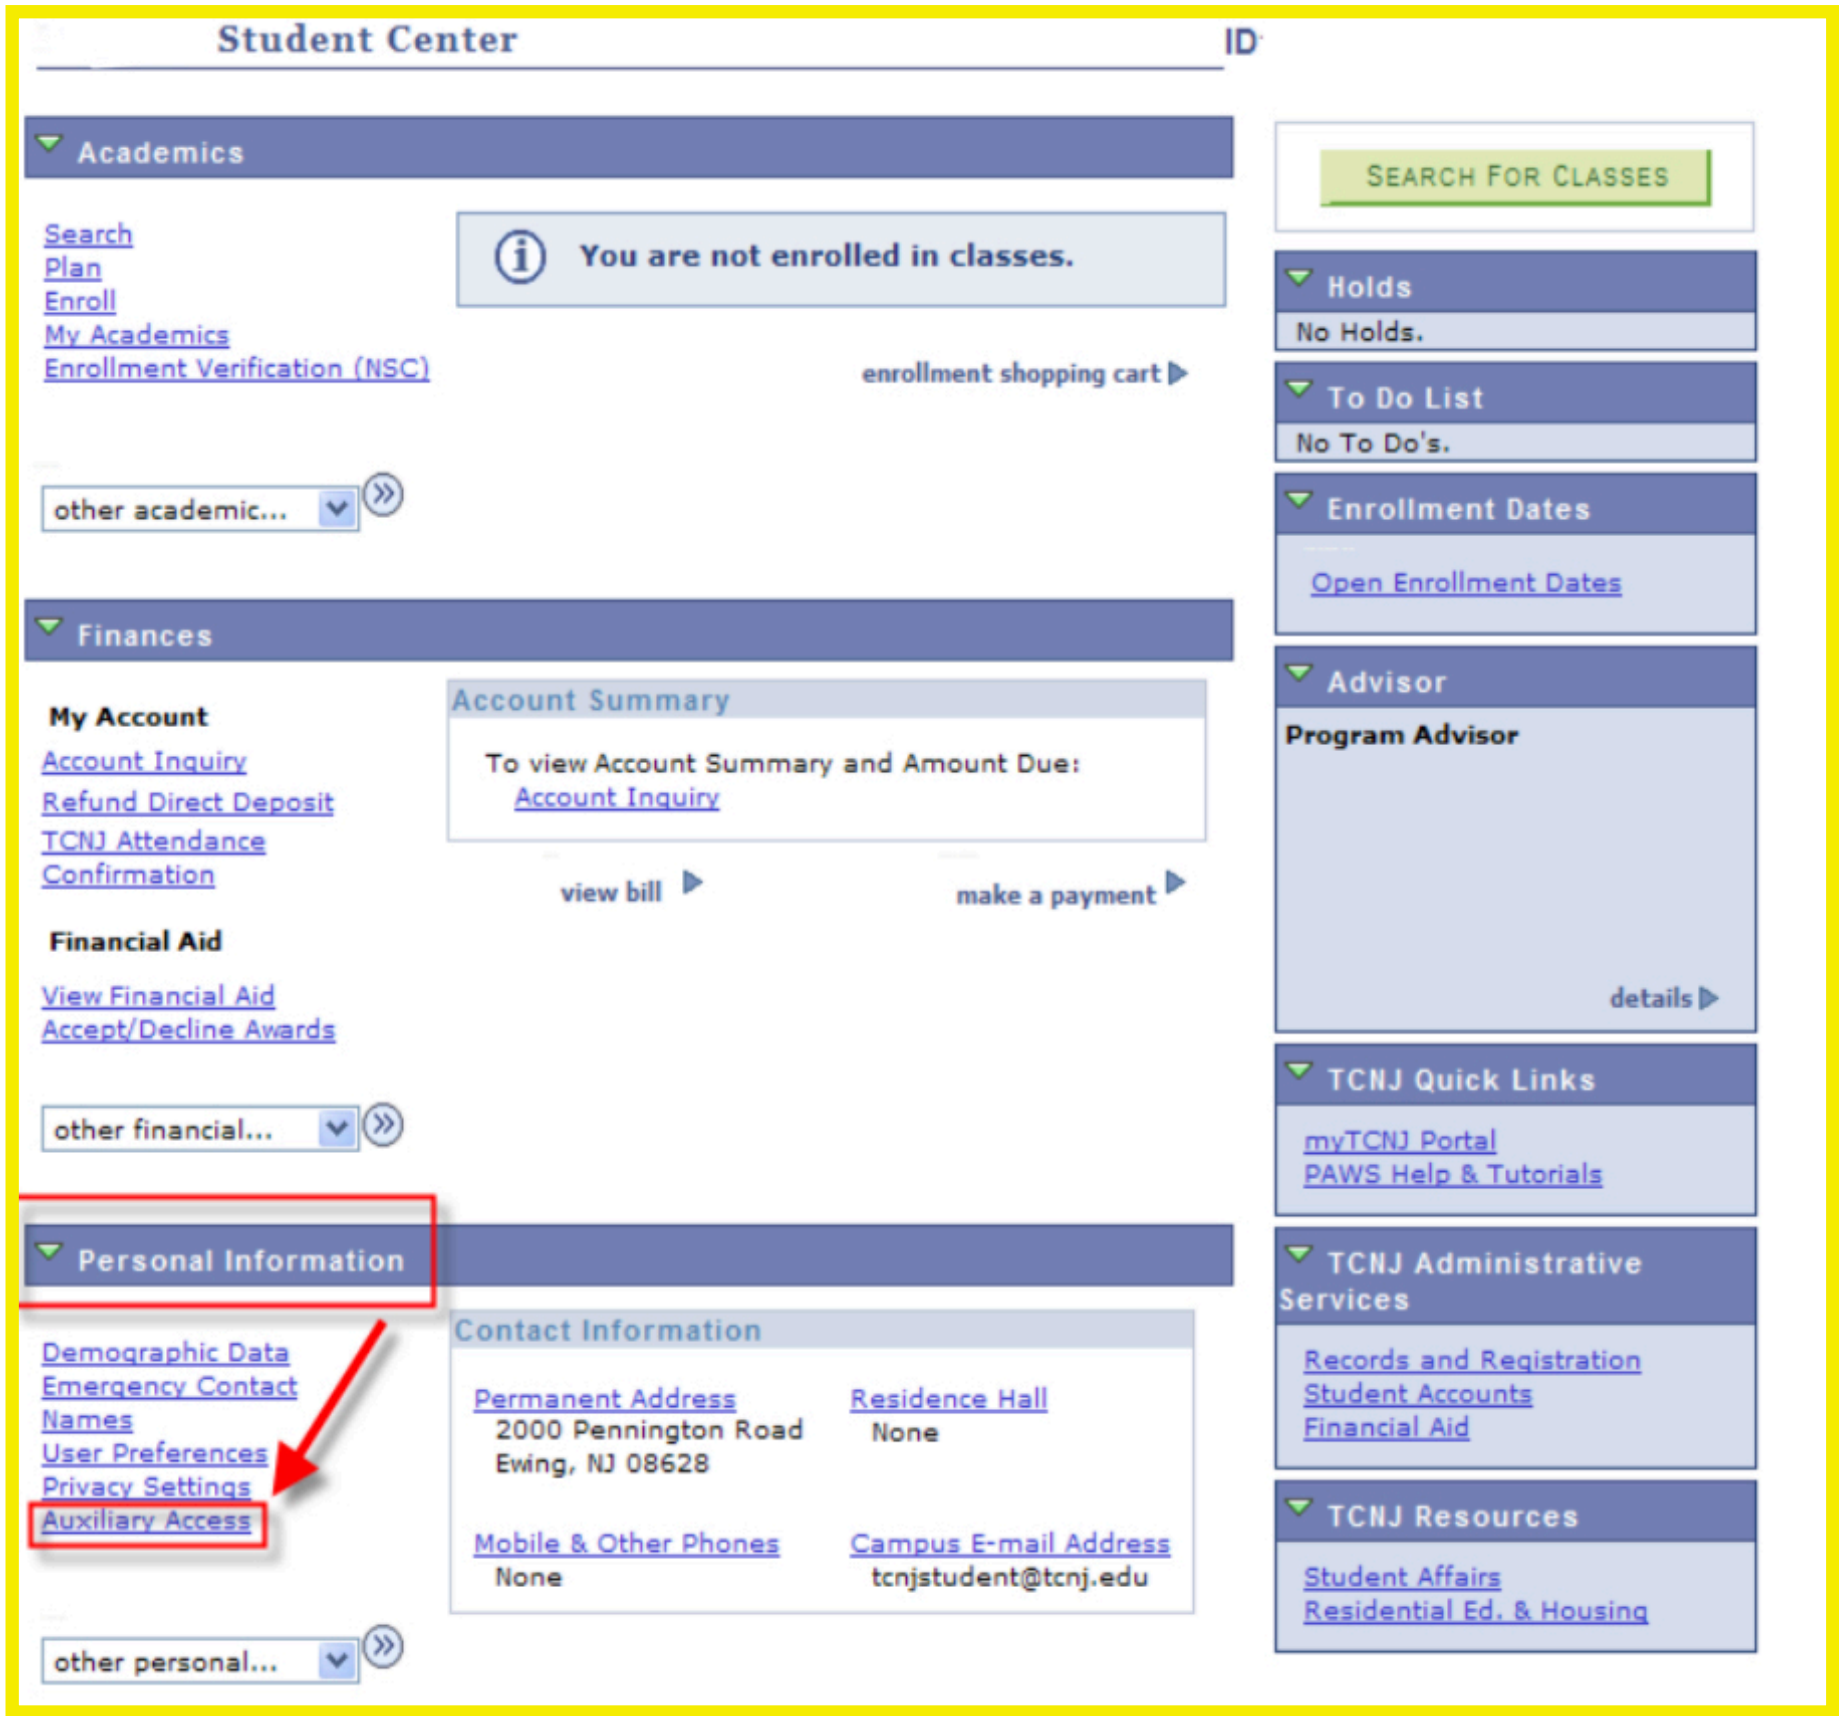 Student Center
ID
Academics
Search
Plan
Enroll
My Academics
Enrollment Verification (NSC)
You are not enrolled in classes.
enrollment shopping cart
other academic...
Finances
My Account
Account Inquiry
Refund Direct Deposit
TCNJ Attendance
Confirmation
Financial Aid
View Financial Aid
Accept/Decline Awards
Account Summary
To view Account Summary and Amount Due:
Account Inquiry
view bill
make a payment
other financial...
Personal Information
Demographic Data
Emergency Contact
Names
User Preferences
Privacy Settings
Auxiliary Access
Contact Information
Permanent Address
2000 Pennington Road
Ewing, NJ 08628
Residence Hall
None
Mobile & Other Phones
None
Campus E-mail Address
tcnjstudent@tcnj.edu
other personal...
SEARCH FOR CLASSES
Holds
No Holds.
To Do List
No To Do's.
Enrollment Dates
Open Enrollment Dates
Advisor
Program Advisor
details
TCNJ Quick Links
myTCNJ Portal
PAWS Help & Tutorials
TCNJ Administrative
Services
Records and Registration
Student Accounts
Financial Aid
TCNJ Resources
Student Affairs
Residential Ed. & Housing